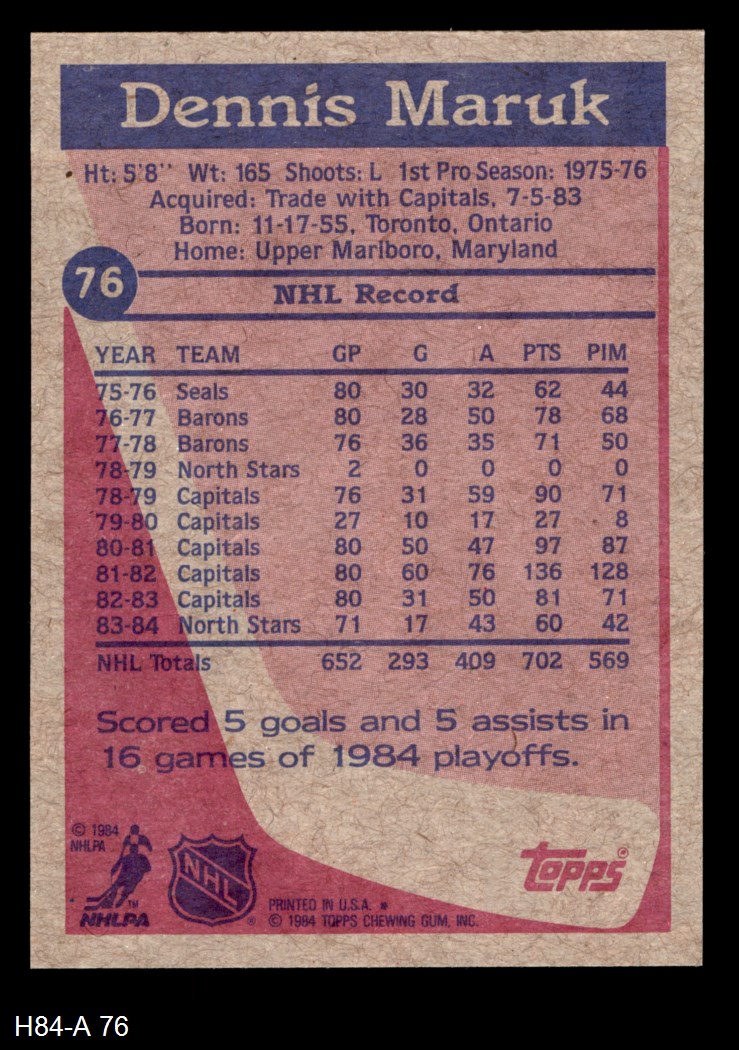 Dennis Maruk
Ht: 5'8'' Wt: 165 Shoots: L 1st Pro Season: 1975-76
Acquired: Trade with Capitals, 7-5-83
Born: 11-17-55, Toronto, Ontario
Home: Upper Marlboro, Maryland
76
NHL Record
YEAR TEAM GP G A PTS PIM
75-76 Seals 80 30 32 62 44
76-77 Barons 80 28 50 78 68
77-78 Barons 76 36 35 71 50
78-79 North Stars 2 0 0 0 0
78-79 Capitals 76 31 59 90 71
79-80 Capitals 27 10 17 27 8
80-81 Capitals 80 50 47 97 87
81-82 Capitals 80 60 76 136 128
82-83 Capitals 80 31 50 81 71
83-84 North Stars 71 17 43 60 42
NHL Totals 652 293 409 702 569
Scored 5 goals and 5 assists in
16 games of 1984 playoffs.
© 1984
NHLPA
TM
NHLPA
NHL ®
TOPPS®
PRINTED IN U.S.A. *
© 1984 TOPPS CHEWING GUM, INC.
H84-A 76